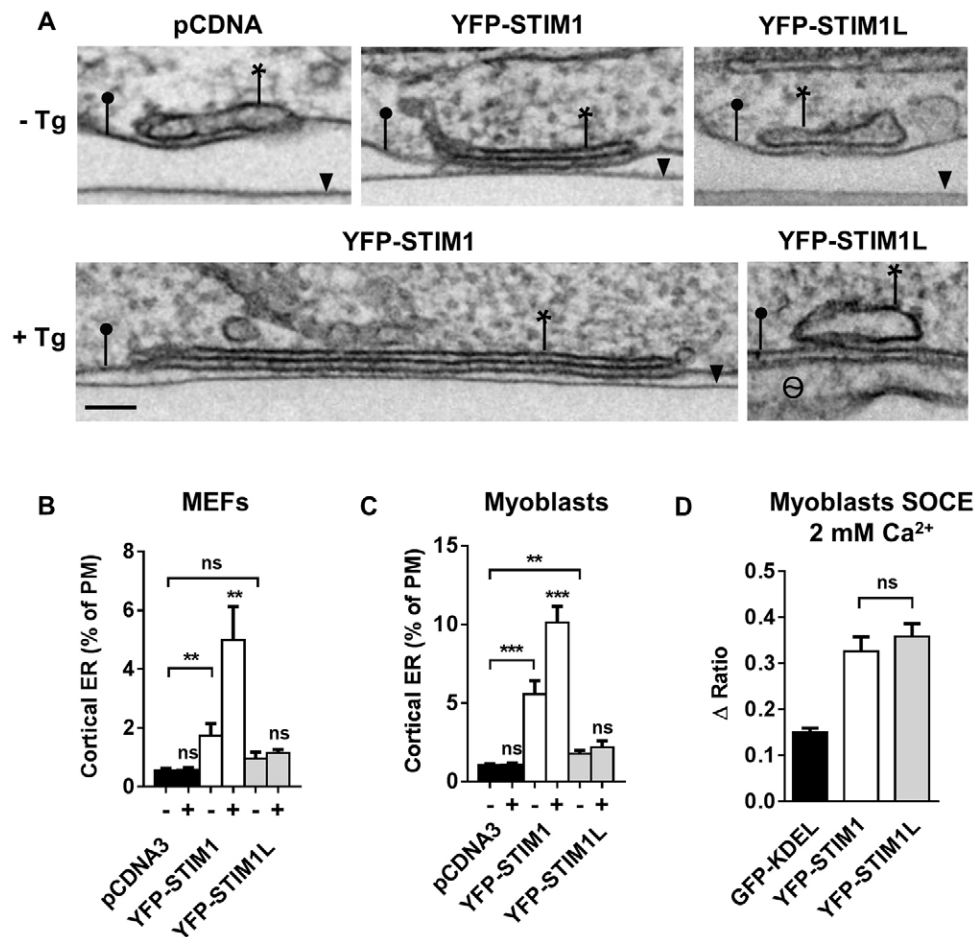 A
pCDNA
YFP-STIM1
YFP-STIM1L
- Tg
* * *
YFP-STIM1
YFP-STIM1L
+ Tg
* *
Θ
B
MEFs
Cortical ER (% of PM)
8
6
4
2
0
ns
**
**
ns
ns
- + - + - +
pCDNA3
YFP-STIM1
YFP-STIM1L
C
Myoblasts
Cortical ER (% of PM)
15
10
5
0
**
***
***
ns
ns
- + - + - +
pCDNA3
YFP-STIM1
YFP-STIM1L
D
Myoblasts SOCE
2 mM Ca²⁺
Δ Ratio
0.5
0.4
0.3
0.2
0.1
0.0
ns
GFP-KDEL
YFP-STIM1
YFP-STIM1L